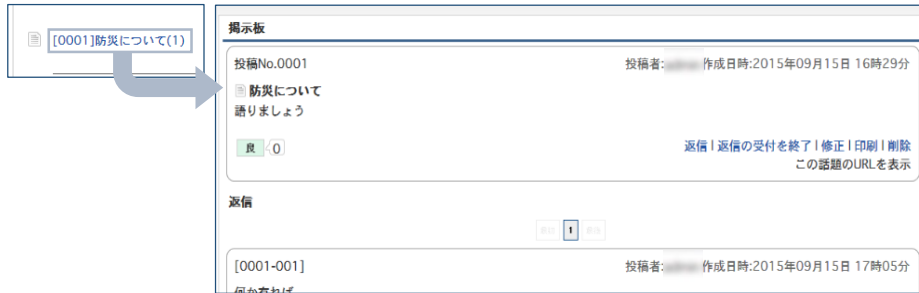 [0001]防災について(1)
掲示板
投稿No.0001
投稿者: 作成日時:2015年09月15日 16時29分
防災について
語りましょう
良 0
返信 | 返信の受付を終了 | 修正 | 印刷 | 削除
この話題のURLを表示
返信
1
[0001-001]
投稿者: 作成日時:2015年09月15日 17時05分
何か有れば